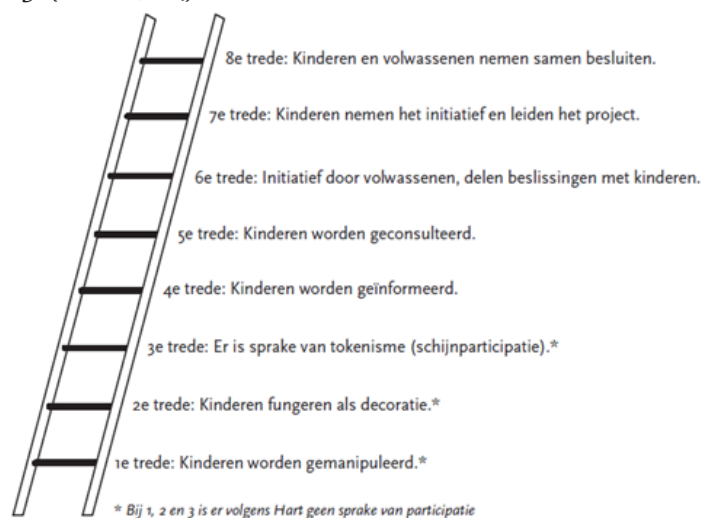 8e trede: Kinderen en volwassenen nemen samen besluiten.
7e trede: Kinderen nemen het initiatief en leiden het project.
6e trede: Initiatief door volwassenen, delen beslissingen met kinderen.
5e trede: Kinderen worden geconsulteerd.
4e trede: Kinderen worden geïnformeerd.
3e trede: Er is sprake van tokenisme (schijnparticipatie).*
2e trede: Kinderen fungeren als decoratie.*
1e trede: Kinderen worden gemanipuleerd.*
* Bij 1, 2 en 3 is er volgens Hart geen sprake van participatie